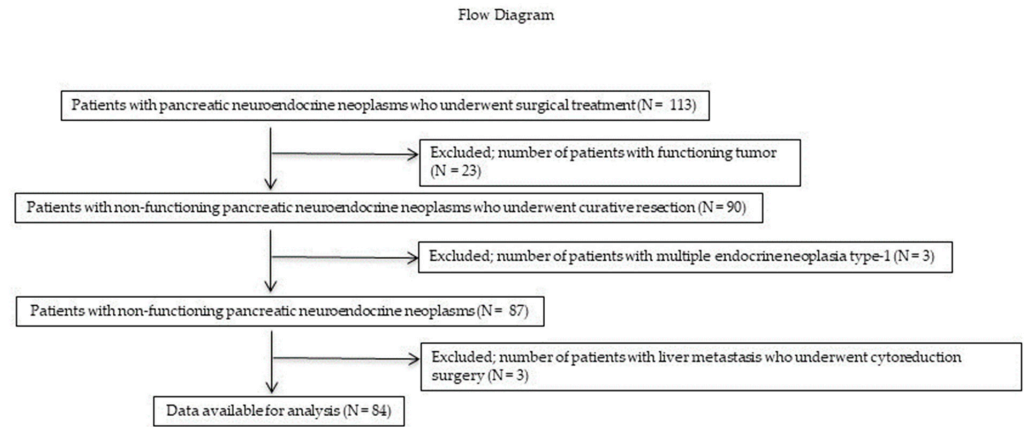 Flow Diagram
Patients with pancreatic neuroendocrine neoplasms who underwent surgical treatment (N = 113)
Excluded; number of patients with functioning tumor
(N = 23)
Patients with non-functioning pancreatic neuroendocrine neoplasms who underwent curative resection (N = 90)
Excluded; number of patients with multiple endocrine neoplasia type-1 (N = 3)
Patients with non-functioning pancreatic neuroendocrine neoplasms (N = 87)
Excluded; number of patients with liver metastasis who underwent cytoreduction
surgery (N = 3)
Data available for analysis (N = 84)